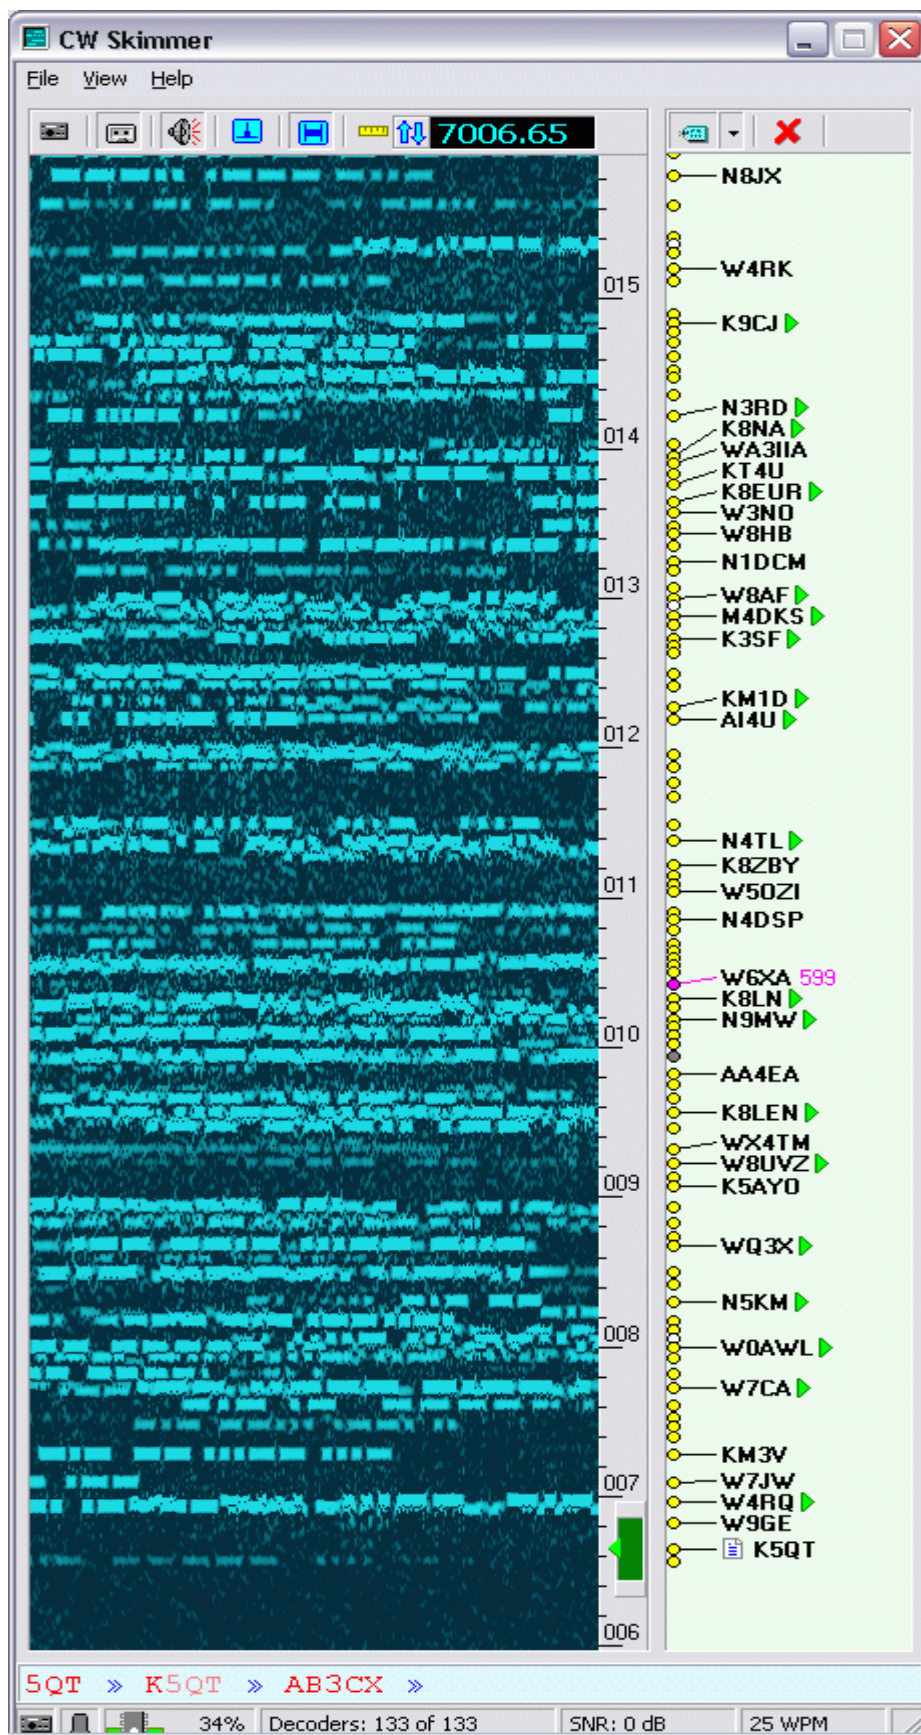 CW Skimmer
File View Help
7006.65
N8JX
W4RK
015
K9CJ
N3RD
K8NA
014
WA3IIA
KT4U
K8EUR
W3NO
W8HB
N1DCM
013
W8AF
M4DKS
K3SF
KM1D
AI4U
012
N4TL
K8ZBY
011
W5OZI
N4DSP
W6XA 599
K8LN
N9MW
010
AA4EA
K8LEN
WX4TM
W8UVZ
009
K5AYO
WQ3X
N5KM
008
W0AWL
W7CA
KM3V
007
W7JW
W4RQ
W9GE
K5QT
006
5QT » K5QT » AB3CX »
34% Decoders: 133 of 133 SNR: 0 dB 25 WPM